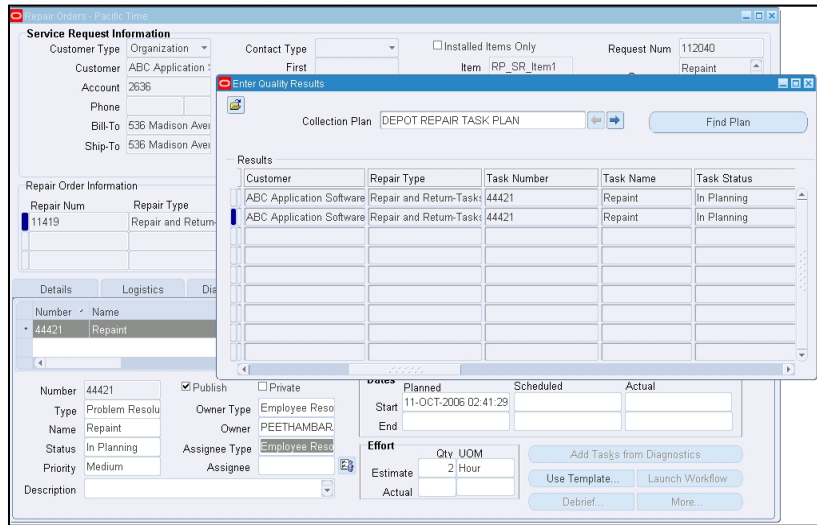 Repair Orders - Pacific Time
Service Request Information
Customer Type Organization Contact Type Installed Items Only Request Num 112040
Customer ABC Application First Item RP_SR_Item1 Repaint
Account 2636
Phone
Bill-To 536 Madison Aver
Ship-To 536 Madison Aver
Enter Quality Results
Collection Plan DEPOT REPAIR TASK PLAN Find Plan
Results
Customer Repair Type Task Number Task Name Task Status
ABC Application Software Repair and Return-Tasks 44421 Repaint In Planning
ABC Application Software Repair and Return-Tasks 44421 Repaint In Planning
Repair Order Information
Repair Num Repair Type
11419 Repair and Return-
Details Logistics Dia
Number Name
44421 Repaint
Number 44421 Publish Private
Type Problem Resolu Owner Type Employee Reso
Name Repaint Owner PEETHAMBAR,
Status In Planning Assignee Type Employee Reso
Priority Medium Assignee
Description
Dates Planned Scheduled Actual
Start 11-OCT-2006 02:41:29
End
Effort Qty UOM
Estimate 2 Hour
Actual
Add Tasks from Diagnostics
Use Template... Launch Workflow
Debrief... More...